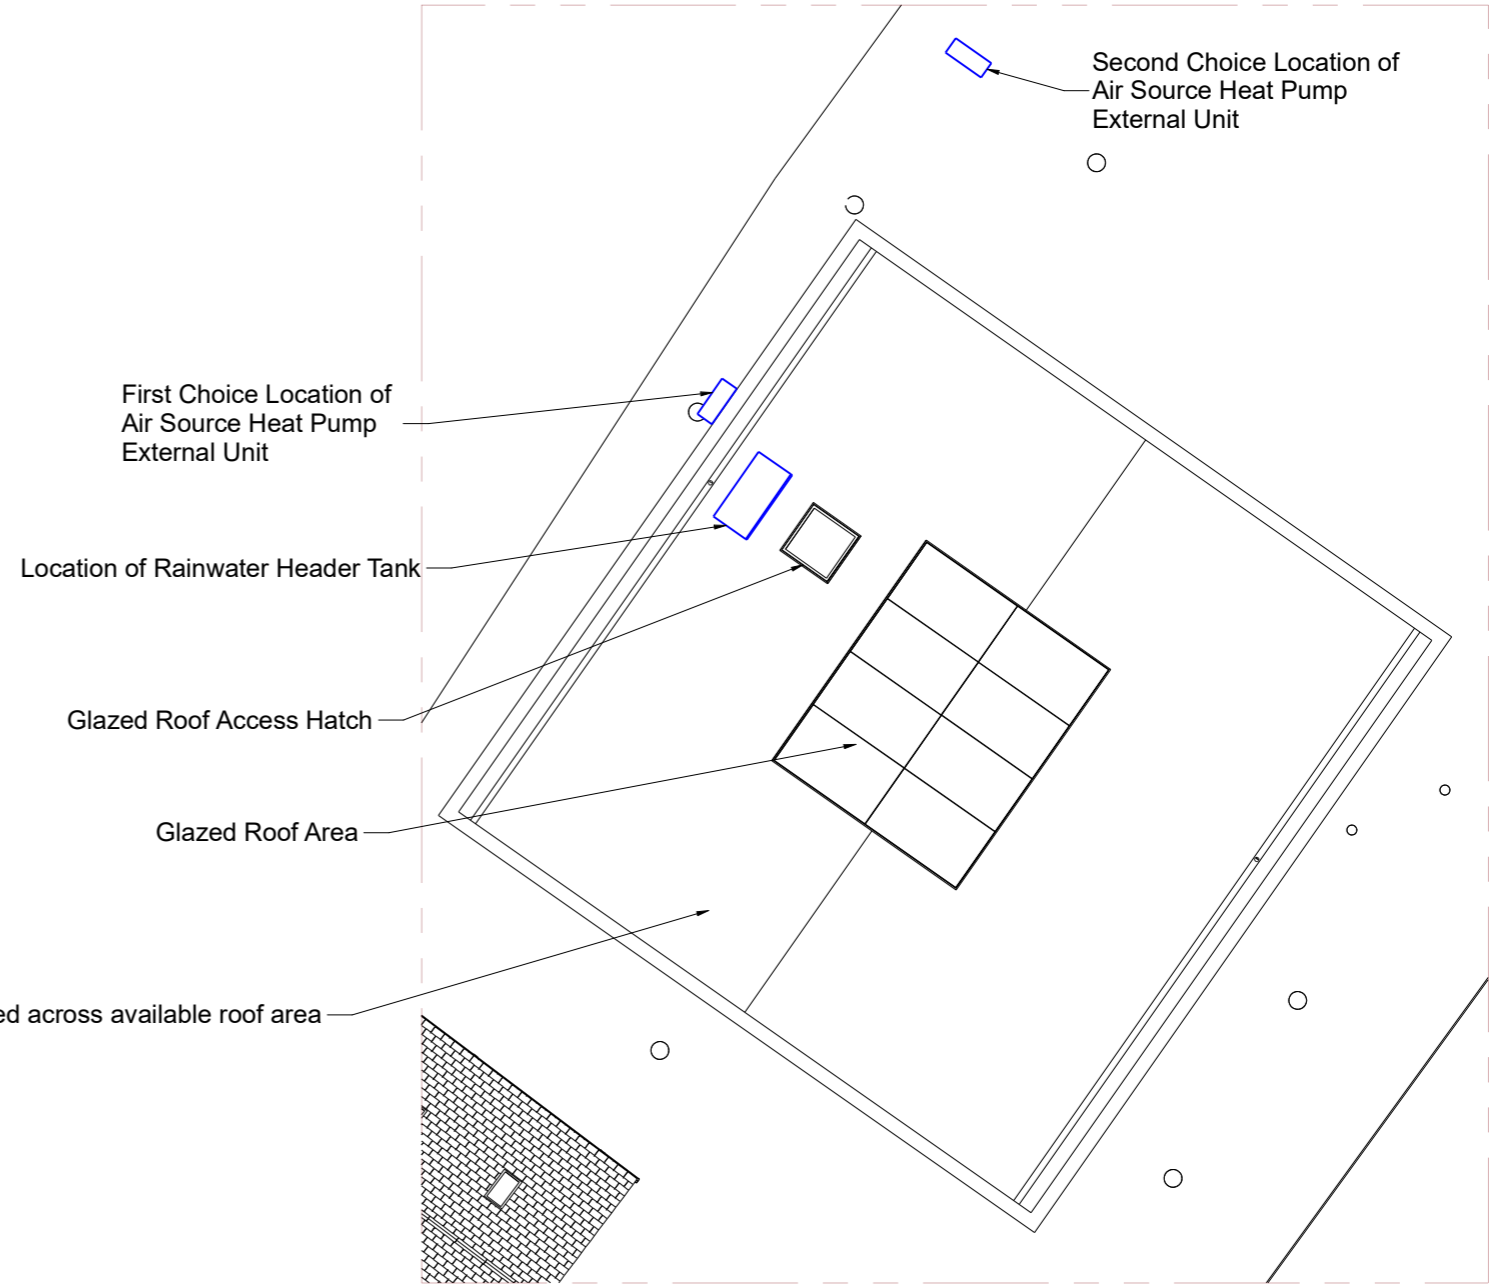 Second Choice Location of
Air Source Heat Pump
External Unit
First Choice Location of
Air Source Heat Pump
External Unit
Location of Rainwater Header Tank
Glazed Roof Access Hatch
Glazed Roof Area
across available roof area